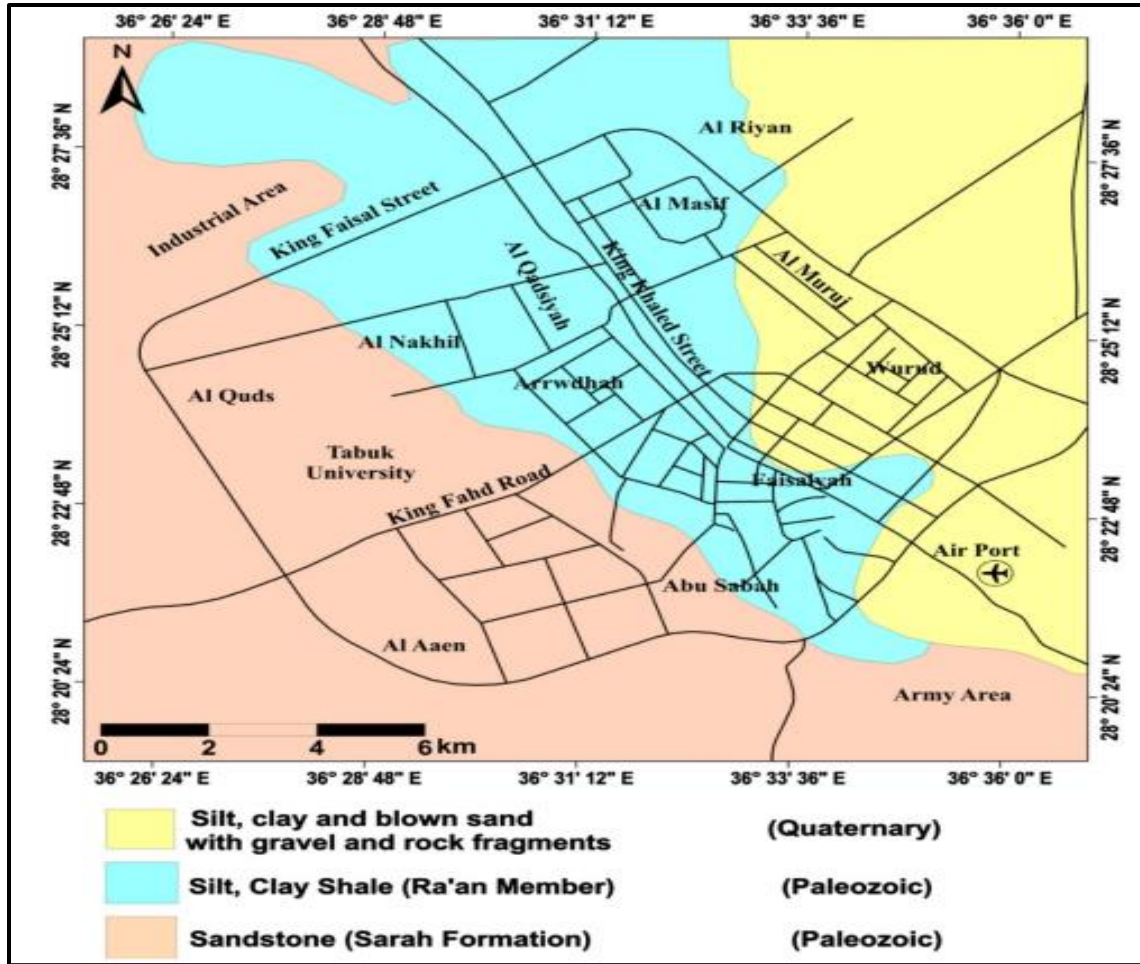 36° 26' 24" E 36° 28' 48" E 36° 31' 12" E 36° 33' 36" E 36° 36' 0" E
N
28° 27' 36" N
28° 27' 36" N
Al Riyan
Industrial Area
King Faisal Street
Al Masif
Al Qadsiyah
King Khaled Street
Al Muruj
28° 25' 12" N
28° 25' 12" N
Al Nakhil
Arrwdhah
Wurud
Al Quds
Tabuk
University
King Fahd Road
Faisalyah
28° 22' 48" N
28° 22' 48" N
Air Port
Abu Sabah
Al Aaen
28° 20' 24" N
28° 20' 24" N
Army Area
0 2 4 6 km
36° 26' 24" E 36° 28' 48" E 36° 31' 12" E 36° 33' 36" E 36° 36' 0" E
Silt, clay and blown sand
with gravel and rock fragments (Quaternary)
Silt, Clay Shale (Ra'an Member) (Paleozoic)
Sandstone (Sarah Formation) (Paleozoic)